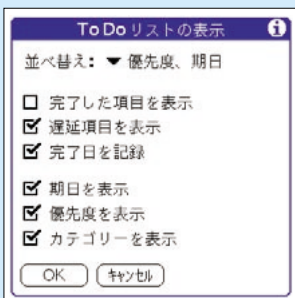 To Do リストの表示
並べ替え: ▼ 優先度、期日
完了した項目を表示
遅延項目を表示
完了日を記録
期日を表示
優先度を表示
カテゴリーを表示
OK キャンセル